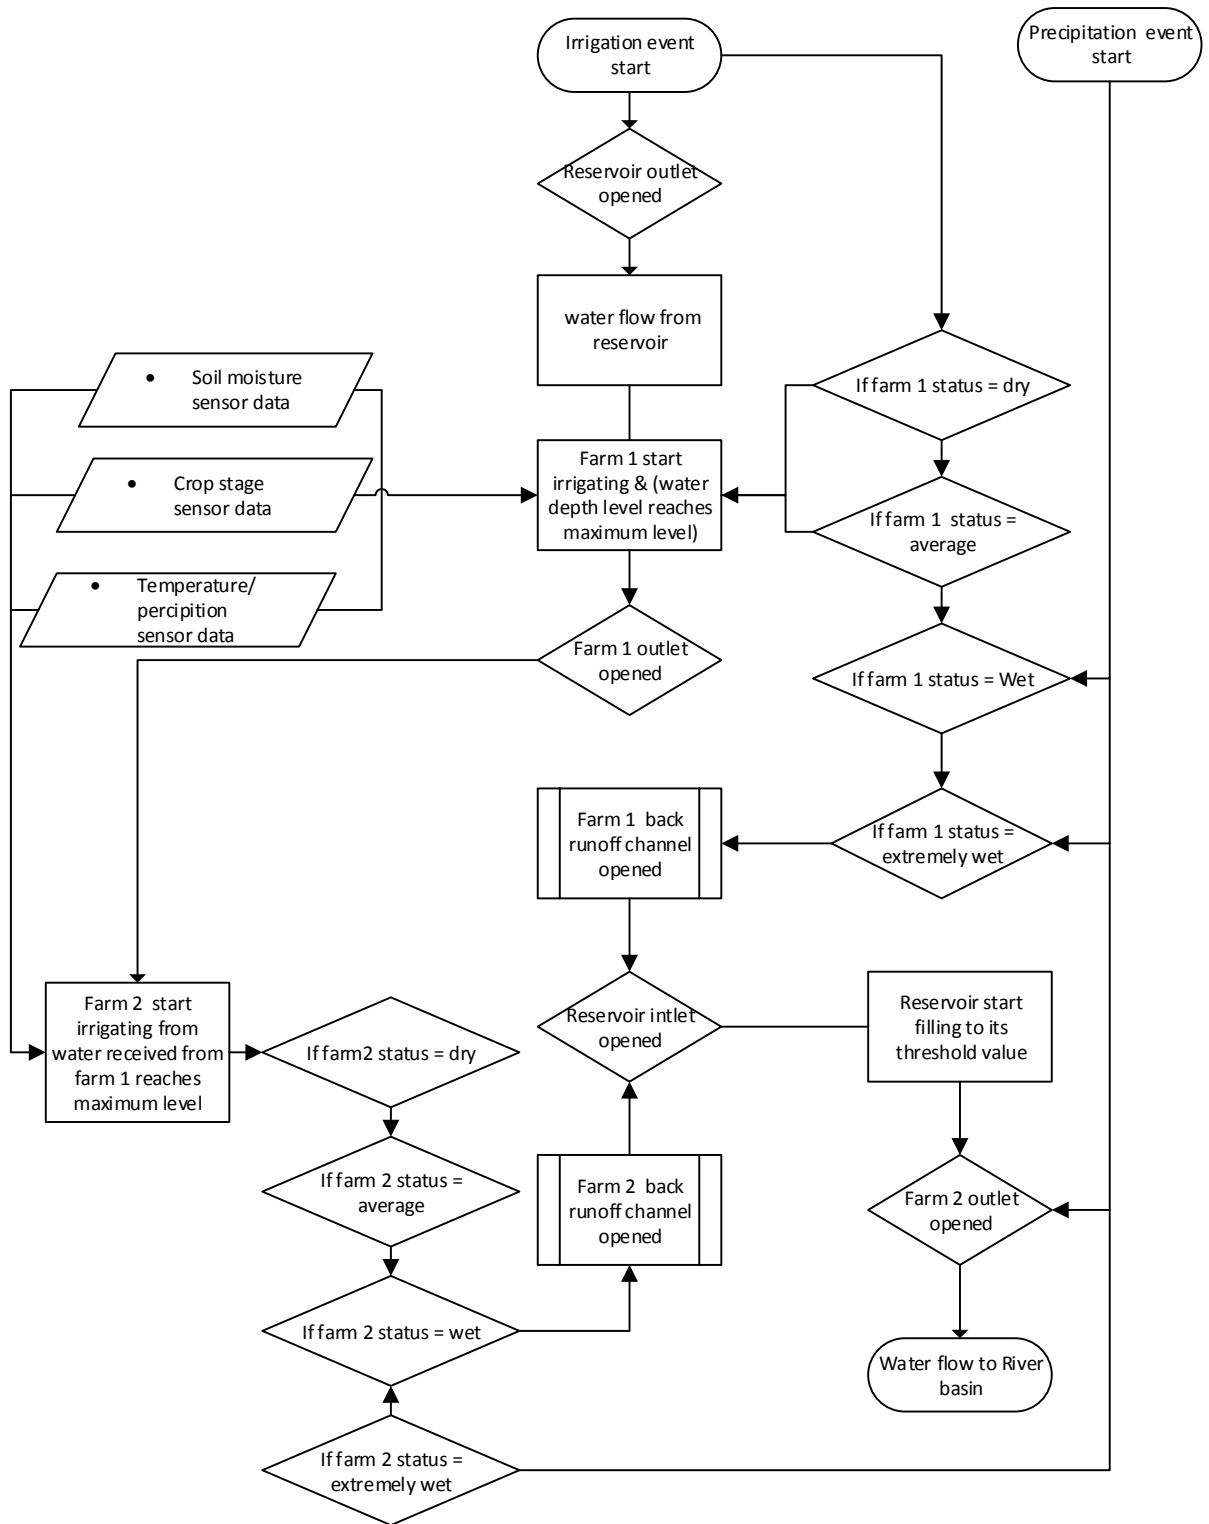 Irrigation event
start
Precipitation event
start
Reservoir outlet
opened
water flow from
reservoir
• Soil moisture
sensor data
If farm 1 status = dry
• Crop stage
sensor data
Farm 1 start
irrigating & (water
depth level reaches
maximum level)
If farm 1 status =
average
• Temperature/
percipition
sensor data
Farm 1 outlet
opened
If farm 1 status = Wet
Farm 1 back
runoff channel
opened
If farm 1 status =
extremely wet
Farm 2 start
irrigating from
water received from
farm 1 reaches
maximum level
If farm2 status = dry
Reservoir intlet
opened
Reservoir start
filling to its
threshold value
If farm 2 status =
average
Farm 2 back
runoff channel
opened
Farm 2 outlet
opened
If farm 2 status = wet
Water flow to River
basin
If farm 2 status =
extremely wet